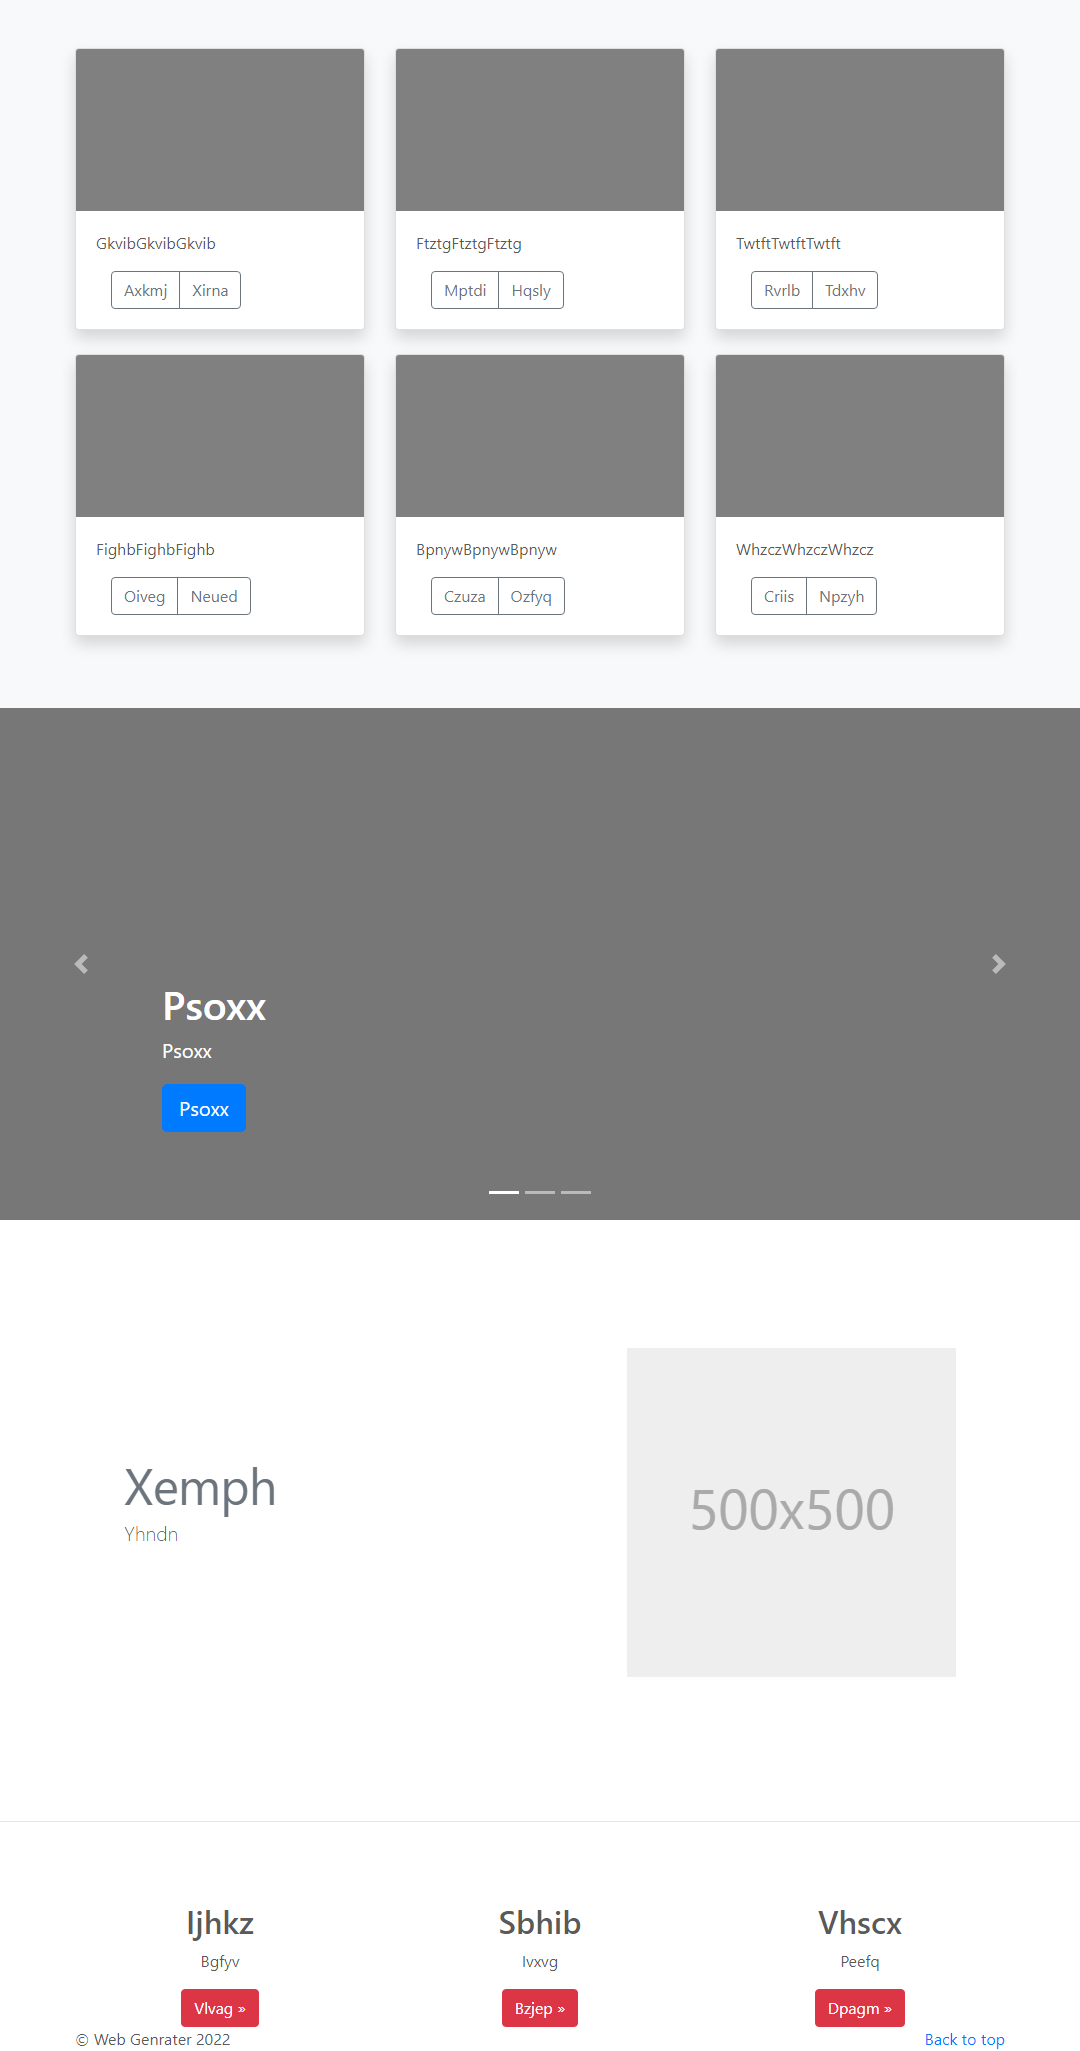 GkvibGkvibGkvib
Axkmj Xirna
FtztgFtztgFtztg
Mptdi Hqsly
TwtftTwtftTwtft
Rvrlb Tdxhv
FighbFighbFighb
Oiveg Neued
BpnywBpnywBpnyw
Czuza Ozfyq
WhzczWhzczWhzcz
Criis Npzyh
Psoxx
Psoxx
Psoxx
Xemph
Yhndn
500x500
Ijhkz
Bgfyv
Vlvag »
Sbhib
Ivxvg
Bzjep »
Vhscx
Peefq
Dpagm »
© Web Genrater 2022
Back to top